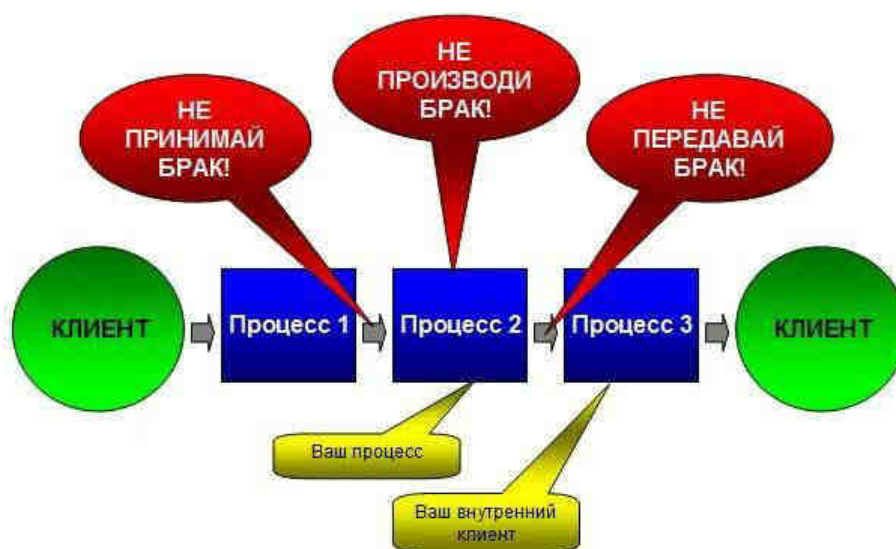 НЕ
ПРОИЗВОДИ
БРАК!
НЕ
ПРИНИМАЙ
БРАК!
НЕ
ПЕРЕДАВАЙ
БРАК!
КЛИЕНТ
Процесс 1
Процесс 2
Процесс 3
КЛИЕНТ
Ваш процесс
Ваш внутренний
клиент